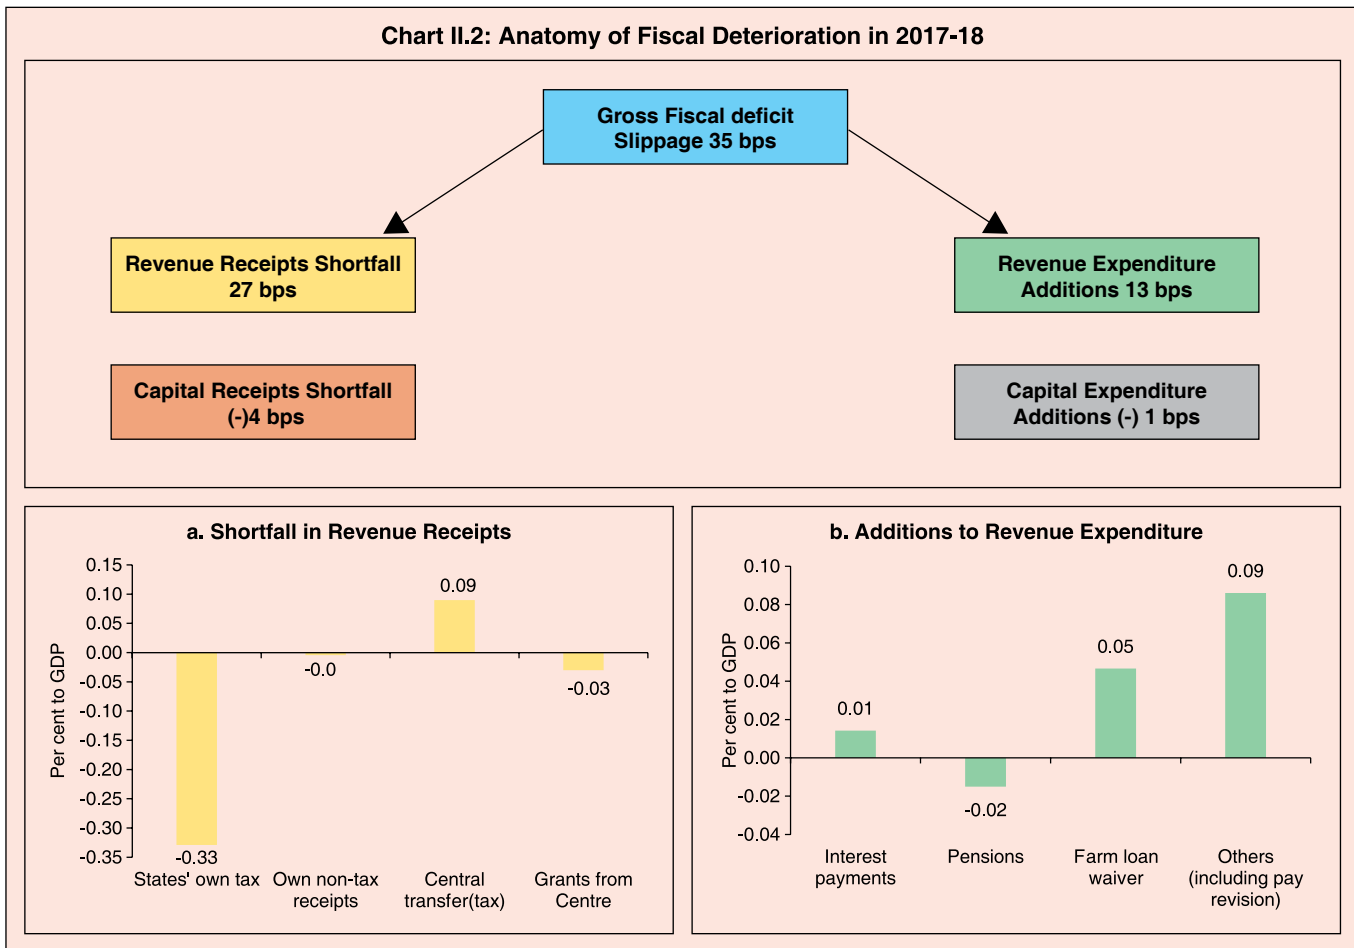 Chart II.2: Anatomy of Fiscal Deterioration in 2017-18
Gross Fiscal deficit
Slippage 35 bps
Revenue Receipts Shortfall
27 bps
Revenue Expenditure
Additions 13 bps
Capital Receipts Shortfall
(-)4 bps
Capital Expenditure
Additions (-) 1 bps
a. Shortfall in Revenue Receipts
Per cent to GDP
0.15
0.10
0.05
0.00
-0.05
-0.10
-0.15
-0.20
-0.25
-0.30
-0.35
-0.33
-0.0
0.09
-0.03
States' own tax
Own non-tax
receipts
Central
transfer(tax)
Grants from
Centre
b. Additions to Revenue Expenditure
Per cent to GDP
0.10
0.08
0.06
0.04
0.02
0.00
-0.02
-0.04
0.01
-0.02
0.05
0.09
Interest
payments
Pensions
Farm loan
waiver
Others
(including pay
revision)